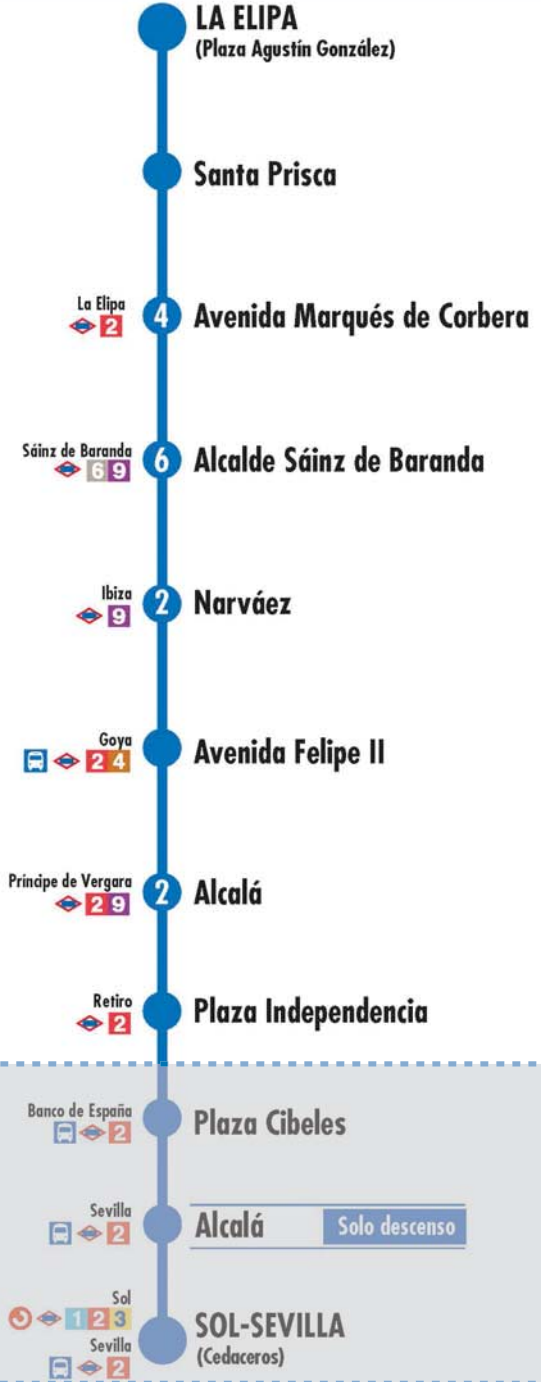 LA ELIPA
(Plaza Agustín González)
Santa Prisca
La Elipa
2
4
Avenida Marqués de Corbera
Sáinz de Baranda
6 9
6
Alcalde Sáinz de Baranda
Ibiza
9
2
Narváez
Goya
2 4
Avenida Felipe II
Principe de Vergara
2 9
2
Alcalá
Retiro
2
Plaza Independencia
Banco de España
2
Plaza Cibeles
Sevilla
2
Alcalá
Solo descenso
Sol
1 2 3
Sevilla
2
SOL-SEVILLA
(Cedaceros)